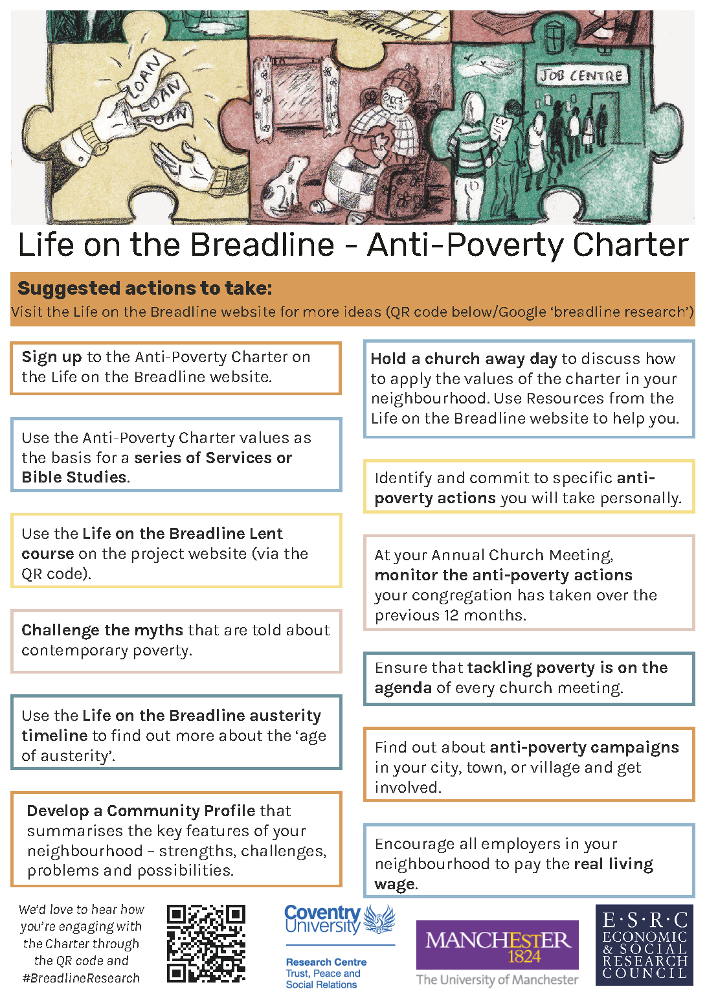 LOAN
LOAN
LOAN
CV
JOB CENTRE
Life on the Breadline - Anti-Poverty Charter
Suggested actions to take:
Visit the Life on the Breadline website for more ideas (QR code below/Google ‘breadline research’)
Sign up to the Anti-Poverty Charter on
the Life on the Breadline website.
Use the Anti-Poverty Charter values as
the basis for a series of Services or
Bible Studies.
Use the Life on the Breadline Lent
course on the project website (via the
QR code).
Challenge the myths that are told about
contemporary poverty.
Use the Life on the Breadline austerity
timeline to find out more about the ‘age
of austerity’.
Develop a Community Profile that
summarises the key features of your
neighbourhood – strengths, challenges,
problems and possibilities.
Hold a church away day to discuss how
to apply the values of the charter in your
neighbourhood. Use Resources from the
Life on the Breadline website to help you.
Identify and commit to specific anti-
poverty actions you will take personally.
At your Annual Church Meeting,
monitor the anti-poverty actions
your congregation has taken over the
previous 12 months.
Ensure that tackling poverty is on the
agenda of every church meeting.
Find out about anti-poverty campaigns
in your city, town, or village and get
involved.
Encourage all employers in your
neighbourhood to pay the real living
wage.
We’d love to hear how
you’re engaging with
the Charter through
the QR code and
#BreadlineResearch
Coventry
University
Research Centre
Trust, Peace and
Social Relations
MANCHESTER
1824
The University of Manchester
E·S·R·C
ECONOMIC
& SOCIAL
RESEARCH
COUNCIL